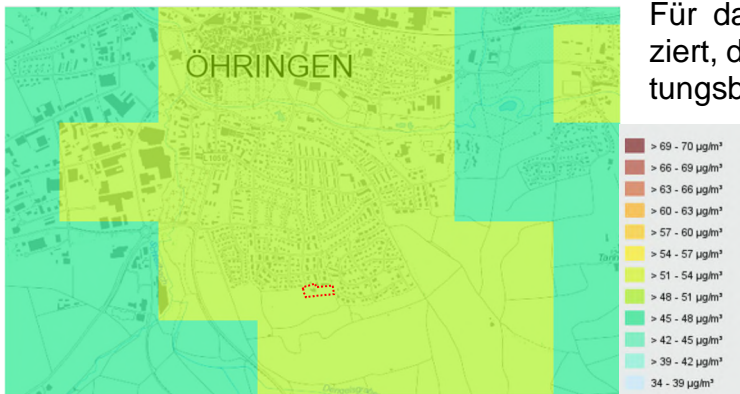 Für da
ziert, d
tungsb
ÖHRINGEN
L 1050
> 69 - 70 µg/m³
> 66 - 69 µg/m³
> 63 - 66 µg/m³
> 60 - 63 µg/m³
> 57 - 60 µg/m³
> 54 - 57 µg/m³
> 51 - 54 µg/m³
> 48 - 51 µg/m³
> 45 - 48 µg/m³
> 42 - 45 µg/m³
> 39 - 42 µg/m³
34 - 39 µg/m³